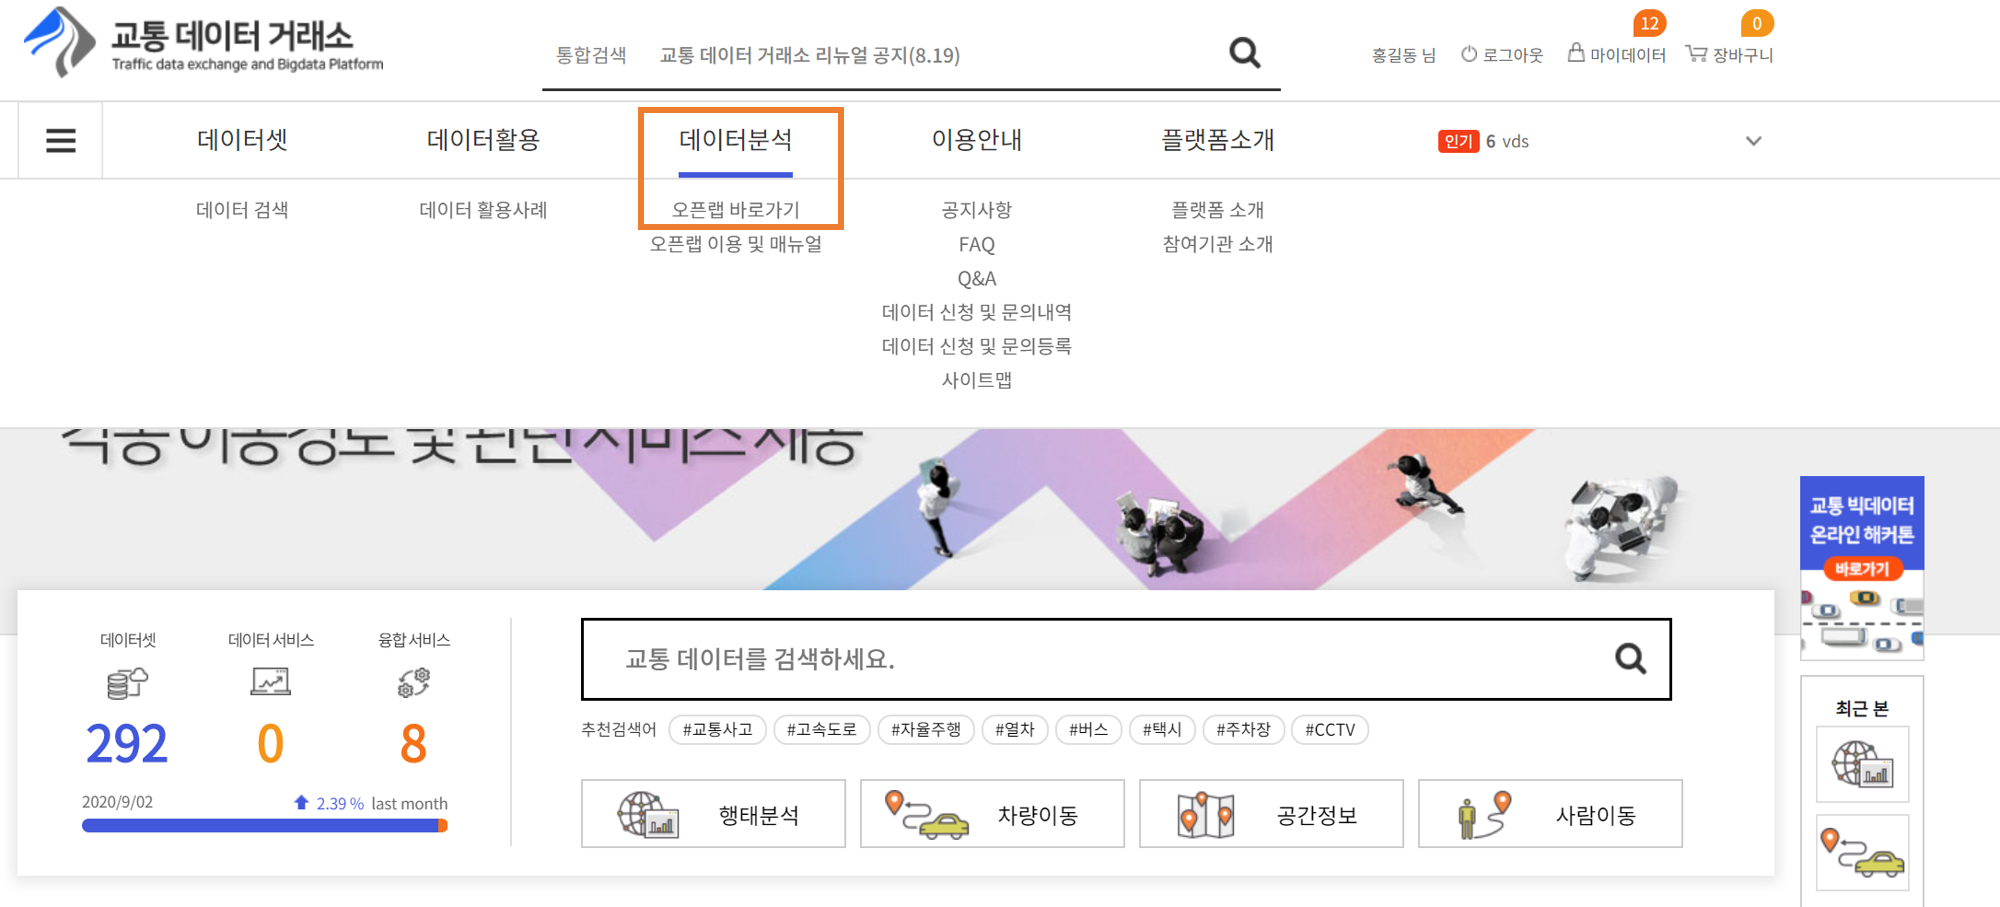 교통 데이터 거래소
Traffic data exchange and Bigdata Platform
통합검색 교통 데이터 거래소 리뉴얼 공지(8.19)
홍길동 님 로그아웃 12 마이데이터 0 장바구니
데이터셋 데이터활용 데이터분석 이용안내 플랫폼소개 인기 6 vds
데이터 검색 데이터 활용사례 오픈랩 바로가기 공지사항 플랫폼 소개
오픈랩 이용 및 매뉴얼 FAQ 참여기관 소개
Q&A
데이터 신청 및 문의내역
데이터 신청 및 문의등록
사이트맵
및 서비스
교통 빅데이터
온라인 해커톤
바로가기
데이터셋 데이터 서비스 융합 서비스
292 0 8
2020/9/02 2.39 % last month
교통 데이터를 검색하세요.
추천검색어 #교통사고 #고속도로 #자율주행 #열차 #버스 #택시 #주차장 #CCTV
행태분석 차량이동 공간정보 사람이동
최근 본